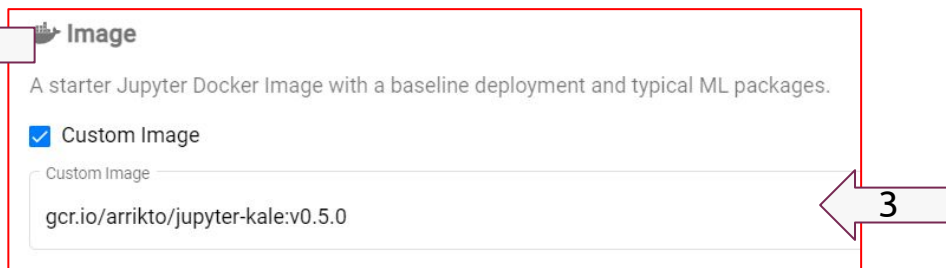 Image
A starter Jupyter Docker Image with a baseline deployment and typical ML packages.
Custom Image
Custom Image
gcr.io/arrikto/jupyter-kale:v0.5.0
3